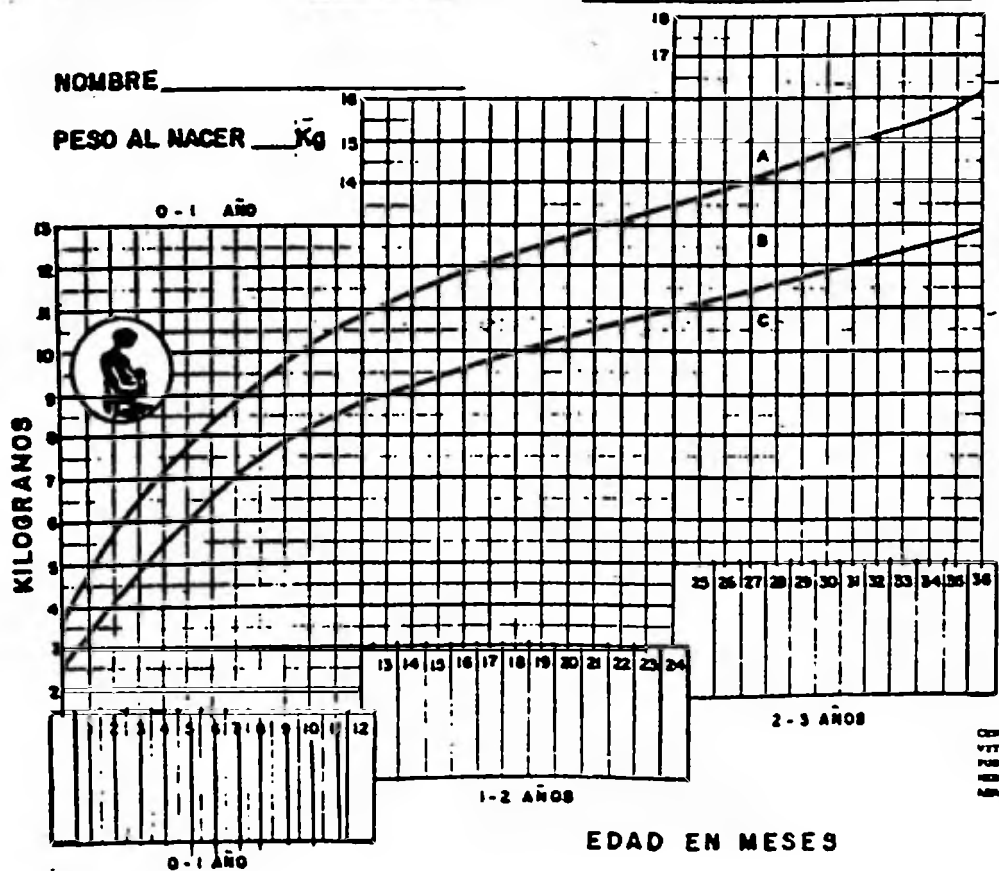 NOMBRE
PESO AL NACER Kg
0-1 AÑO
18
17
16
15
14
13
12
11
10
9
8
7
6
5
4
3
2
KILOGRANOS
A
B
C
25 26 27 28 29 30 31 32 33 34 35 36
13 14 15 16 17 18 19 20 21 22 23 24
1 2 3 4 5 6 7 8 9 10 11 12
2-3 AÑOS
1-2 AÑOS
0-1 AÑO
EDAD EN MESES